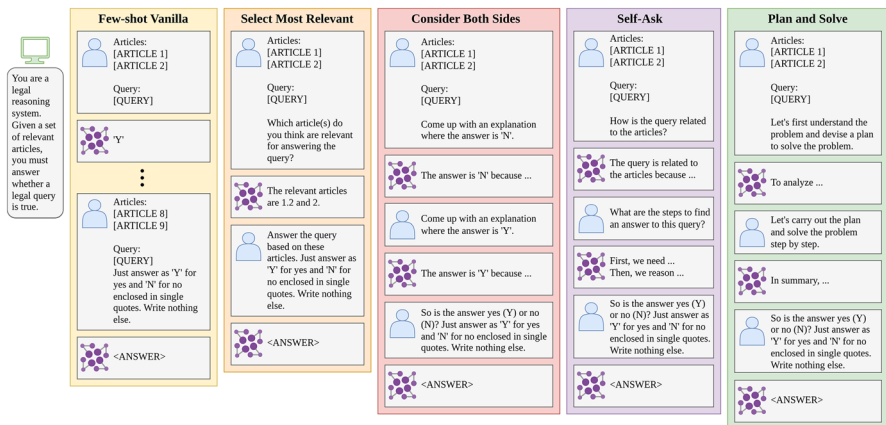 You are a
legal
reasoning
system.
Given a set
of relevant
articles,
you must
answer
whether a
legal query
is true.
Few-shot Vanilla
Articles:
[ARTICLE 1]
[ARTICLE 2]
Query:
[QUERY]
'Y'
Articles:
[ARTICLE 8]
[ARTICLE 9]
Query:
[QUERY]
Just answer as 'Y' for
yes and 'N' for no
enclosed in single
quotes. Write nothing
else.
<ANSWER>
Select Most Relevant
Articles:
[ARTICLE 1]
[ARTICLE 2]
Query:
[QUERY]
Which article(s) do
you think are relevant
for answering the
query?
The relevant articles
are 1.2 and 2.
Answer the query
based on these
articles. Just answer as
'Y' for yes and 'N' for
no enclosed in single
quotes. Write nothing
else.
<ANSWER>
Consider Both Sides
Articles:
[ARTICLE 1]
[ARTICLE 2]
Query:
[QUERY]
Come up with an explanation
where the answer is 'N'.
The answer is 'N' because ...
Come up with an explanation
where the answer is 'Y'.
The answer is 'Y' because ...
So is the answer yes (Y) or no
(N)? Just answer as 'Y' for yes
and 'N' for no enclosed in single
quotes. Write nothing else.
<ANSWER>
Self-Ask
Articles:
[ARTICLE 1]
[ARTICLE 2]
Query:
[QUERY]
How is the query related
to the articles?
The query is related to
the articles because ...
What are the steps to find
an answer to this query?
First, we need ...
Then, we reason ...
So is the answer yes (Y)
or no (N)? Just answer as
'Y' for yes and 'N' for no
enclosed in single quotes.
Write nothing else.
<ANSWER>
Plan and Solve
Articles:
[ARTICLE 1]
[ARTICLE 2]
Query:
[QUERY]
Let's first understand the
problem and devise a plan
to solve the problem.
To analyze ...
Let's carry out the plan
and solve the problem
step by step.
In summary, ...
So is the answer yes (Y)
or no (N)? Just answer as
'Y' for yes and 'N' for no
enclosed in single quotes.
Write nothing else.
<ANSWER>